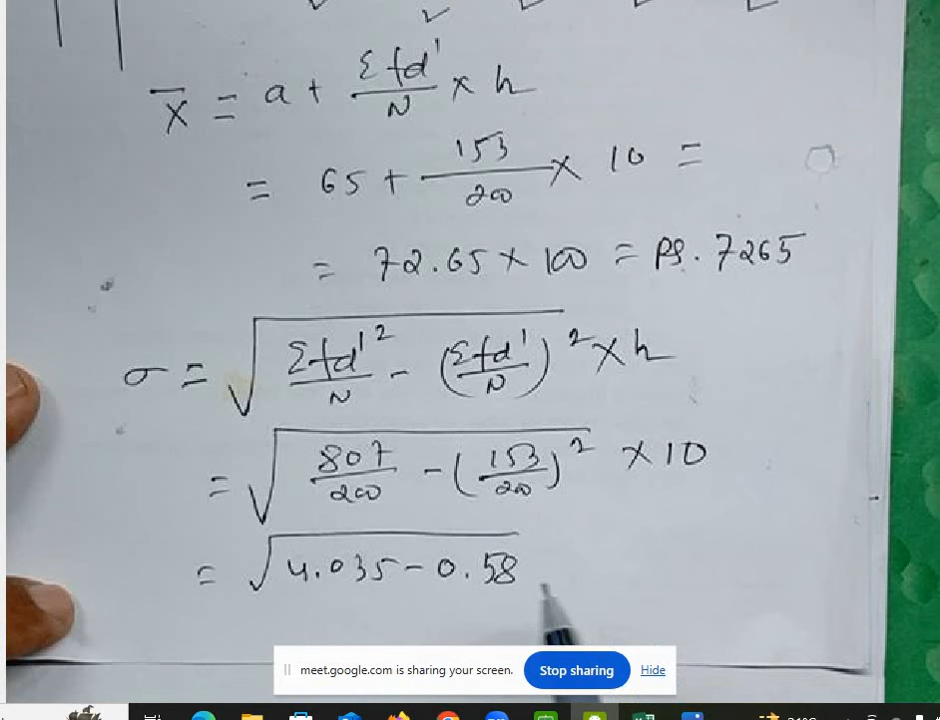 x̄ = a + Σfd'/N × h
= 65 + 153/200 × 10 =
= 72.65 × 100 = Rs. 7265
σ = √(Σfd'²/N - (Σfd'/N)²) × h
= √(807/200 - (153/200)²) × 10
= √(4.035 - 0.58)
meet.google.com is sharing your screen. Stop sharing Hide